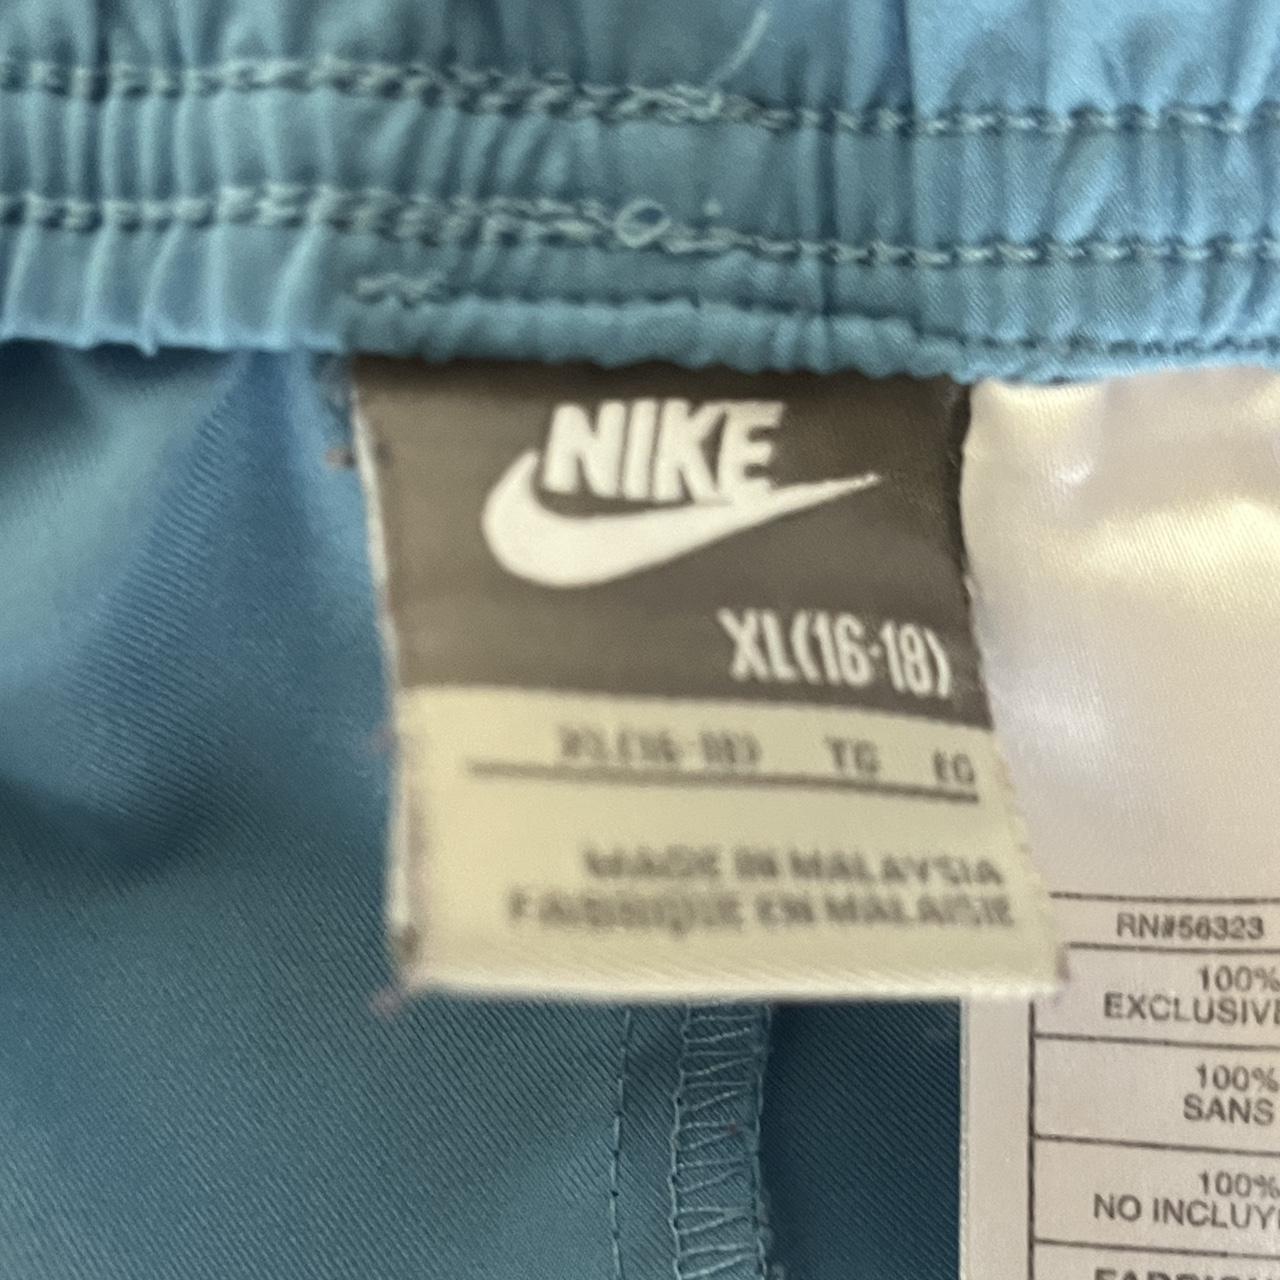 NIKE
XL(16-18)
XL(16-18) TG EG
MADE IN MALAYSIA
FABRIQUE EN MALAISIE
RN#56323
100%
EXCLUSIVE
100%
SANS
100%
NO INCLUY